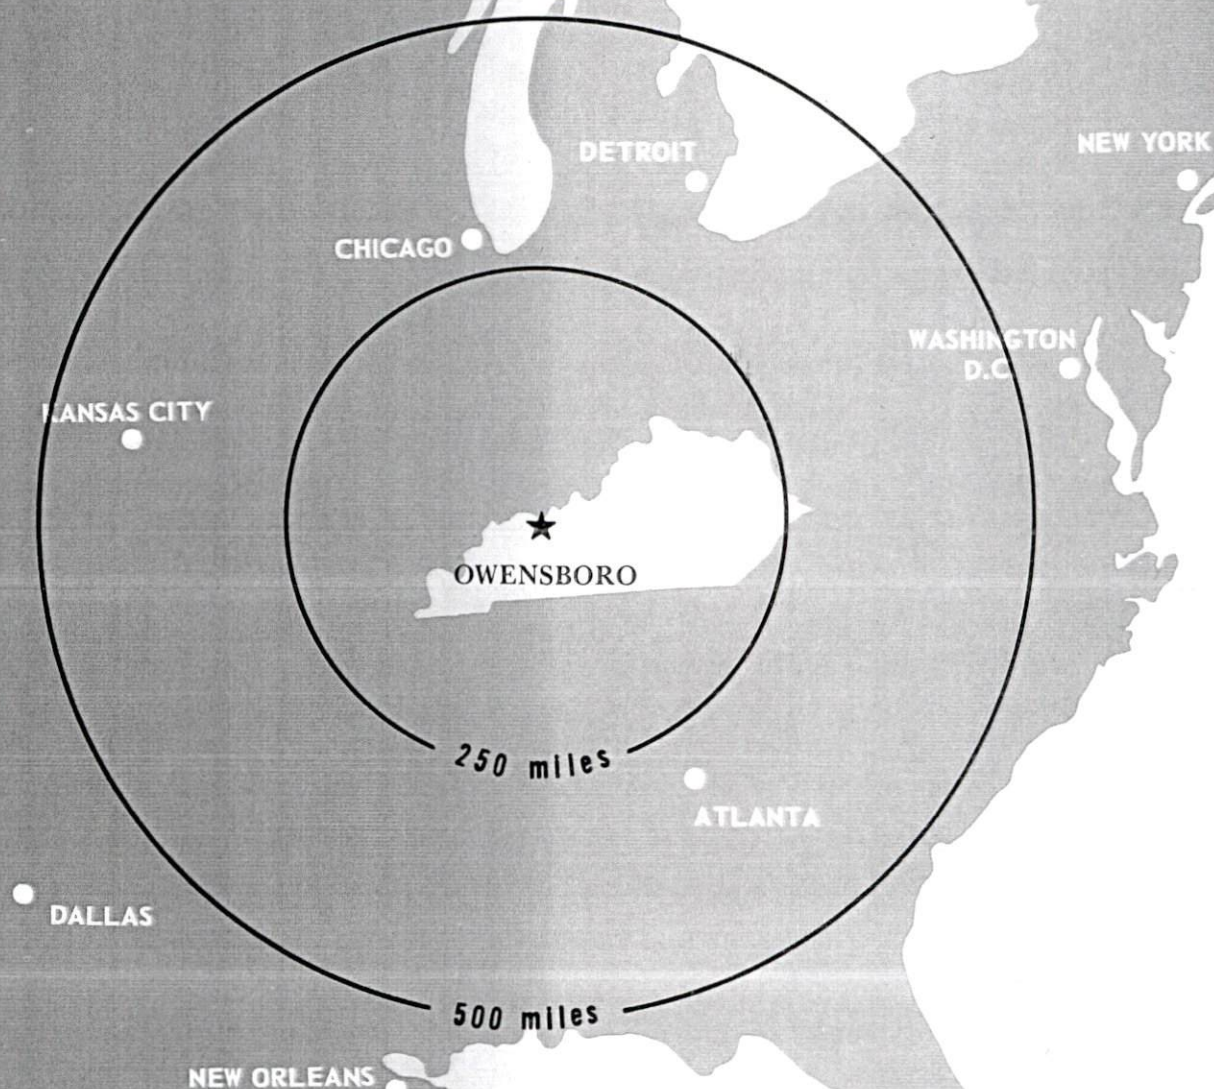 DETROIT
NEW YORK
CHICAGO
WASHINGTON
D.C.
KANSAS CITY
OWENSBORO
250 miles
ATLANTA
DALLAS
500 miles
NEW ORLEANS